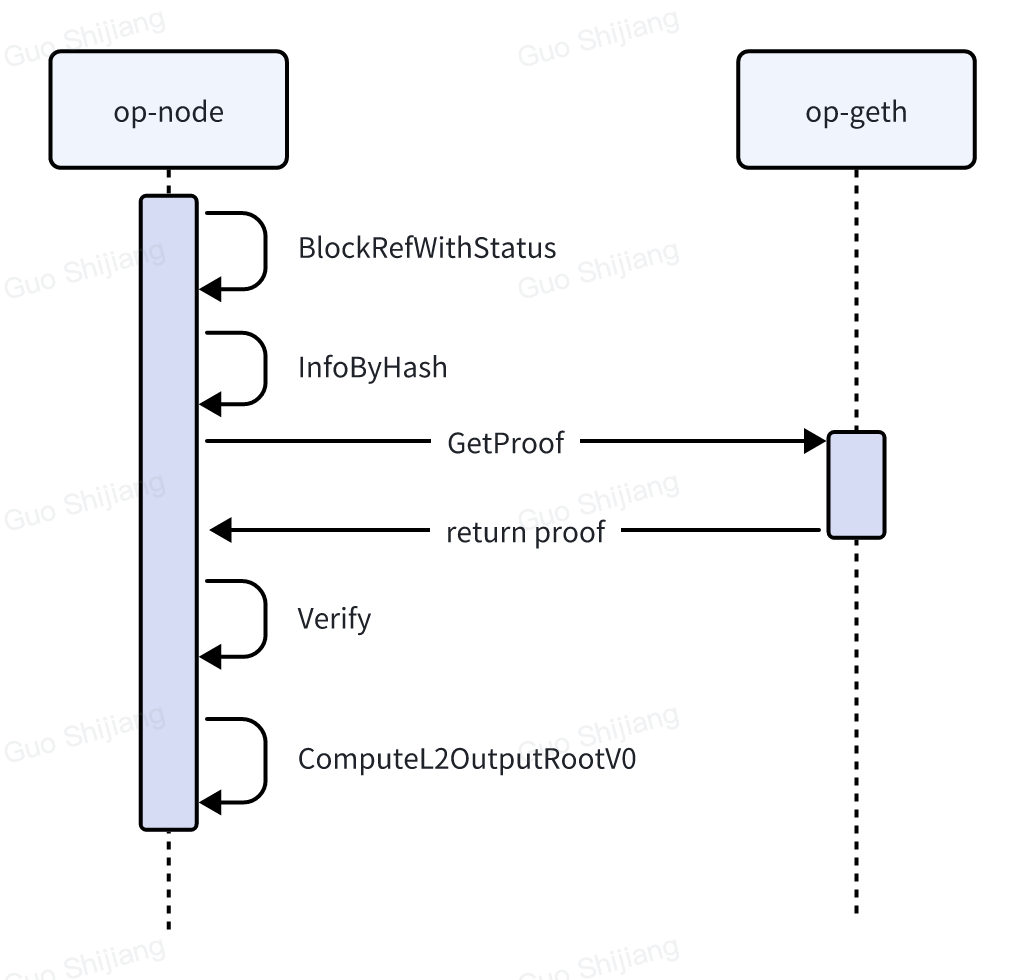 Guo Shijiang Guo Shijiang
op-node op-geth
BlockRefWithStatus
Guo Shijiang Guo Shijiang
InfoByHash
GetProof
Guo Shijiang Guo Shijiang
return proof
Verify
Guo Shijiang Guo Shijiang
ComputeL2OutputRootV0
Guo Shijiang Guo Shijiang